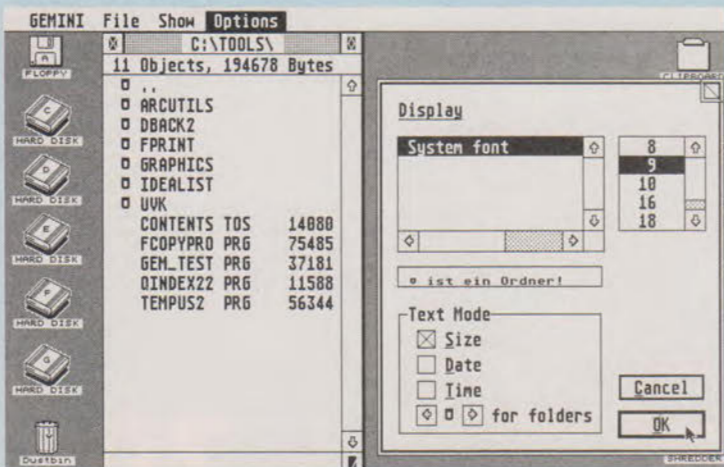 GEMINI File Show Options
C:\TOOLS\
11 Objects, 194678 Bytes
..
ARCUTILS
DBACK2
FPRINT
GRAPHICS
IDEALIST
UVK
CONTENTS TOS 14080
FCOPYPRO PRG 75485
GEM_TEST PRG 37181
QINDEX22 PRG 11588
TEMPUS2 PRG 56344
A
FLOPPY
C
HARD DISK
D
HARD DISK
E
HARD DISK
F
HARD DISK
G
HARD DISK
Dustbin
CLIPBOARD
Display
System font
8
9
10
16
18
ist ein Ordner!
Text Mode
Size
Date
Time
for folders
Cancel
OK
SHREDDER